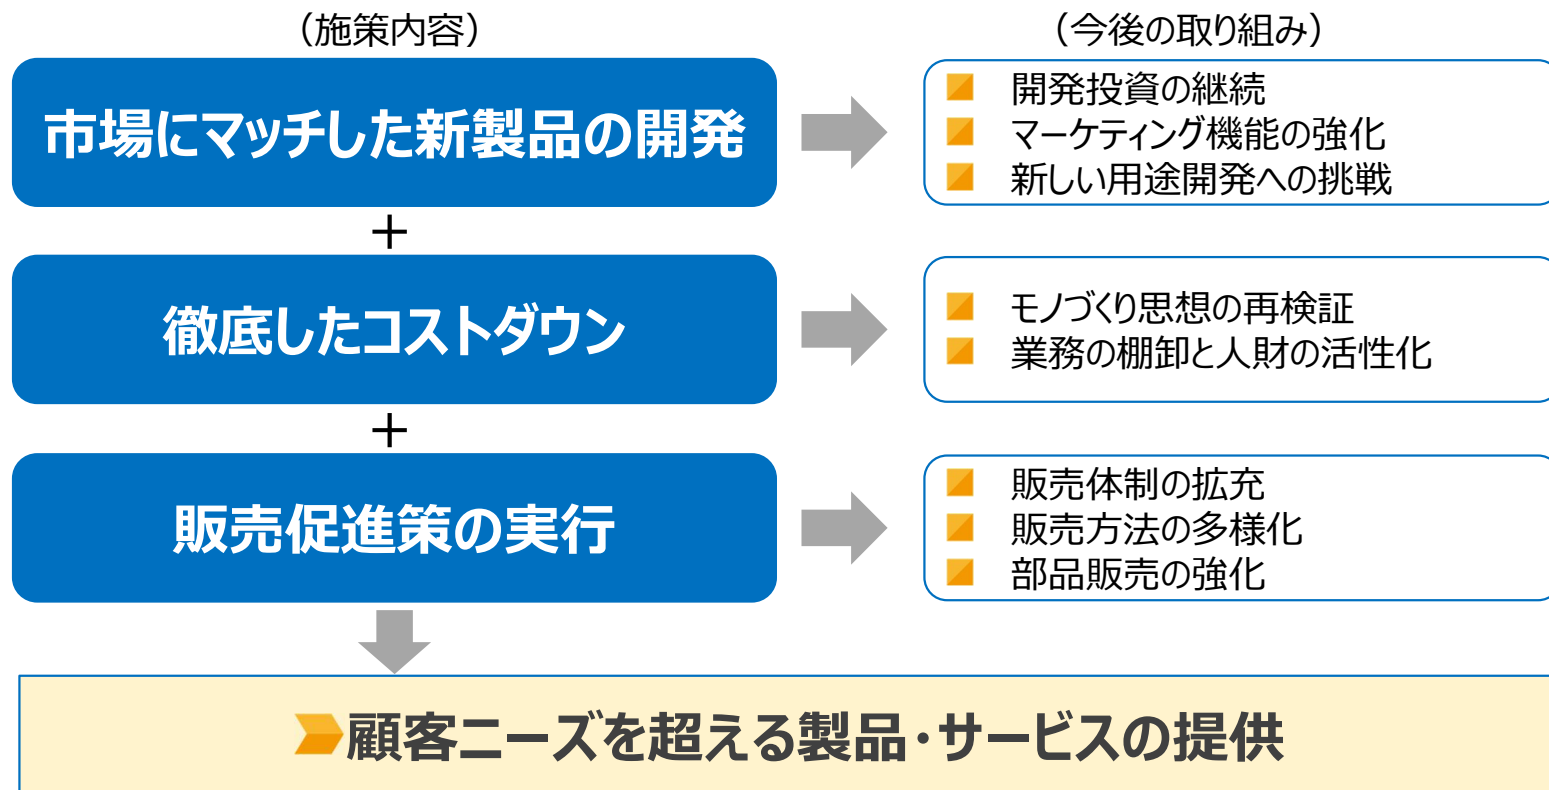 （施策内容）
（今後の取り組み）
市場にマッチした新製品の開発
開発投資の継続
マーケティング機能の強化
新しい用途開発への挑戦
＋
徹底したコストダウン
モノづくり思想の再検証
業務の棚卸と人財の活性化
＋
販売促進策の実行
販売体制の拡充
販売方法の多様化
部品販売の強化
顧客ニーズを超える製品・サービスの提供